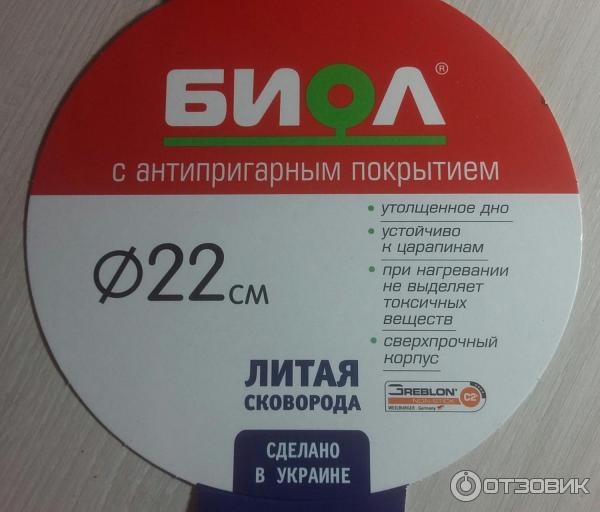 БИОЛ®
с антипригарным покрытием
Ø22см
• утолщенное дно
• устойчиво
к царапинам
• при нагревании
не выделяет
токсичных
веществ
• сверхпрочный
корпус
ЛИТАЯ
СКОВОРОДА
GREBLON®
NON-STICK
C2
WEILBURGER · Germany
СДЕЛАНО
В УКРАИНЕ
ОТЗОВИК